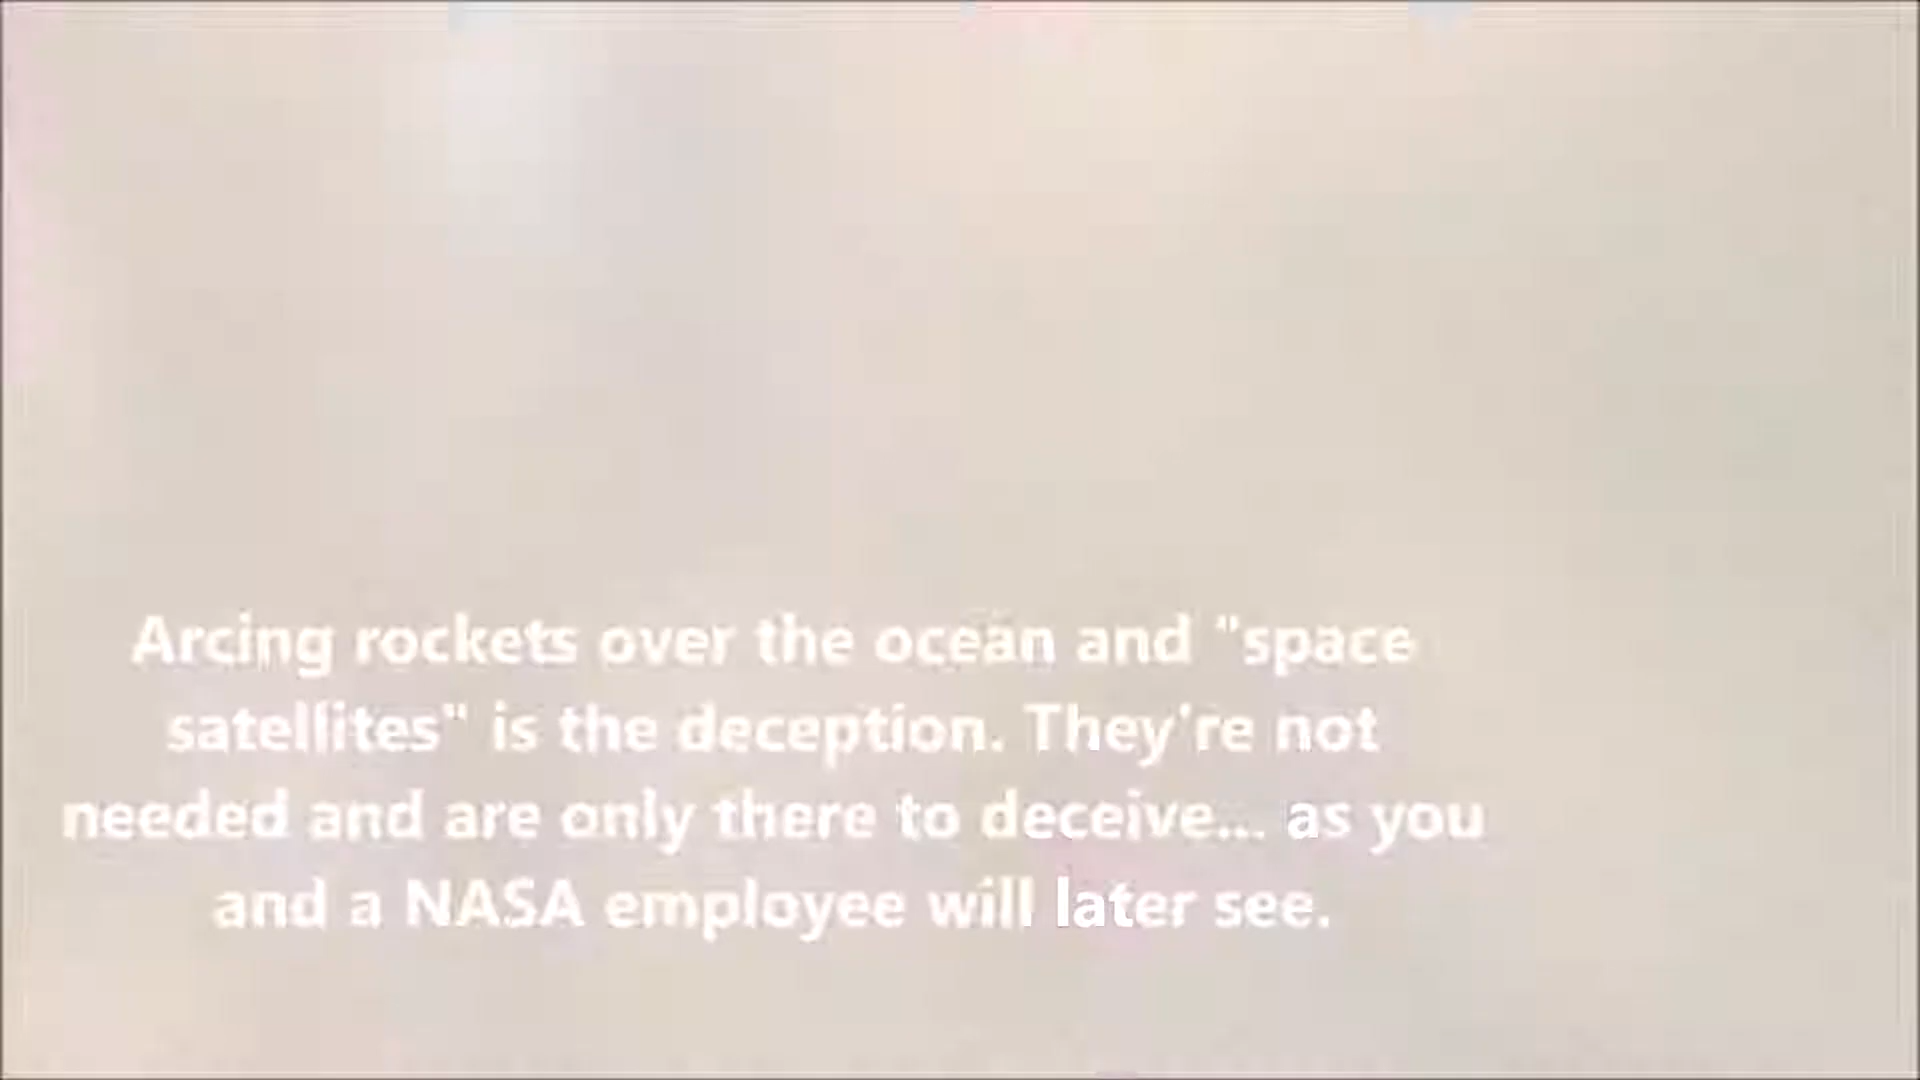 Arcing rockets over the ocean and "space
satellites" is the deception. They're not
needed and are only there to deceive... as you
and a NASA employee will later see.